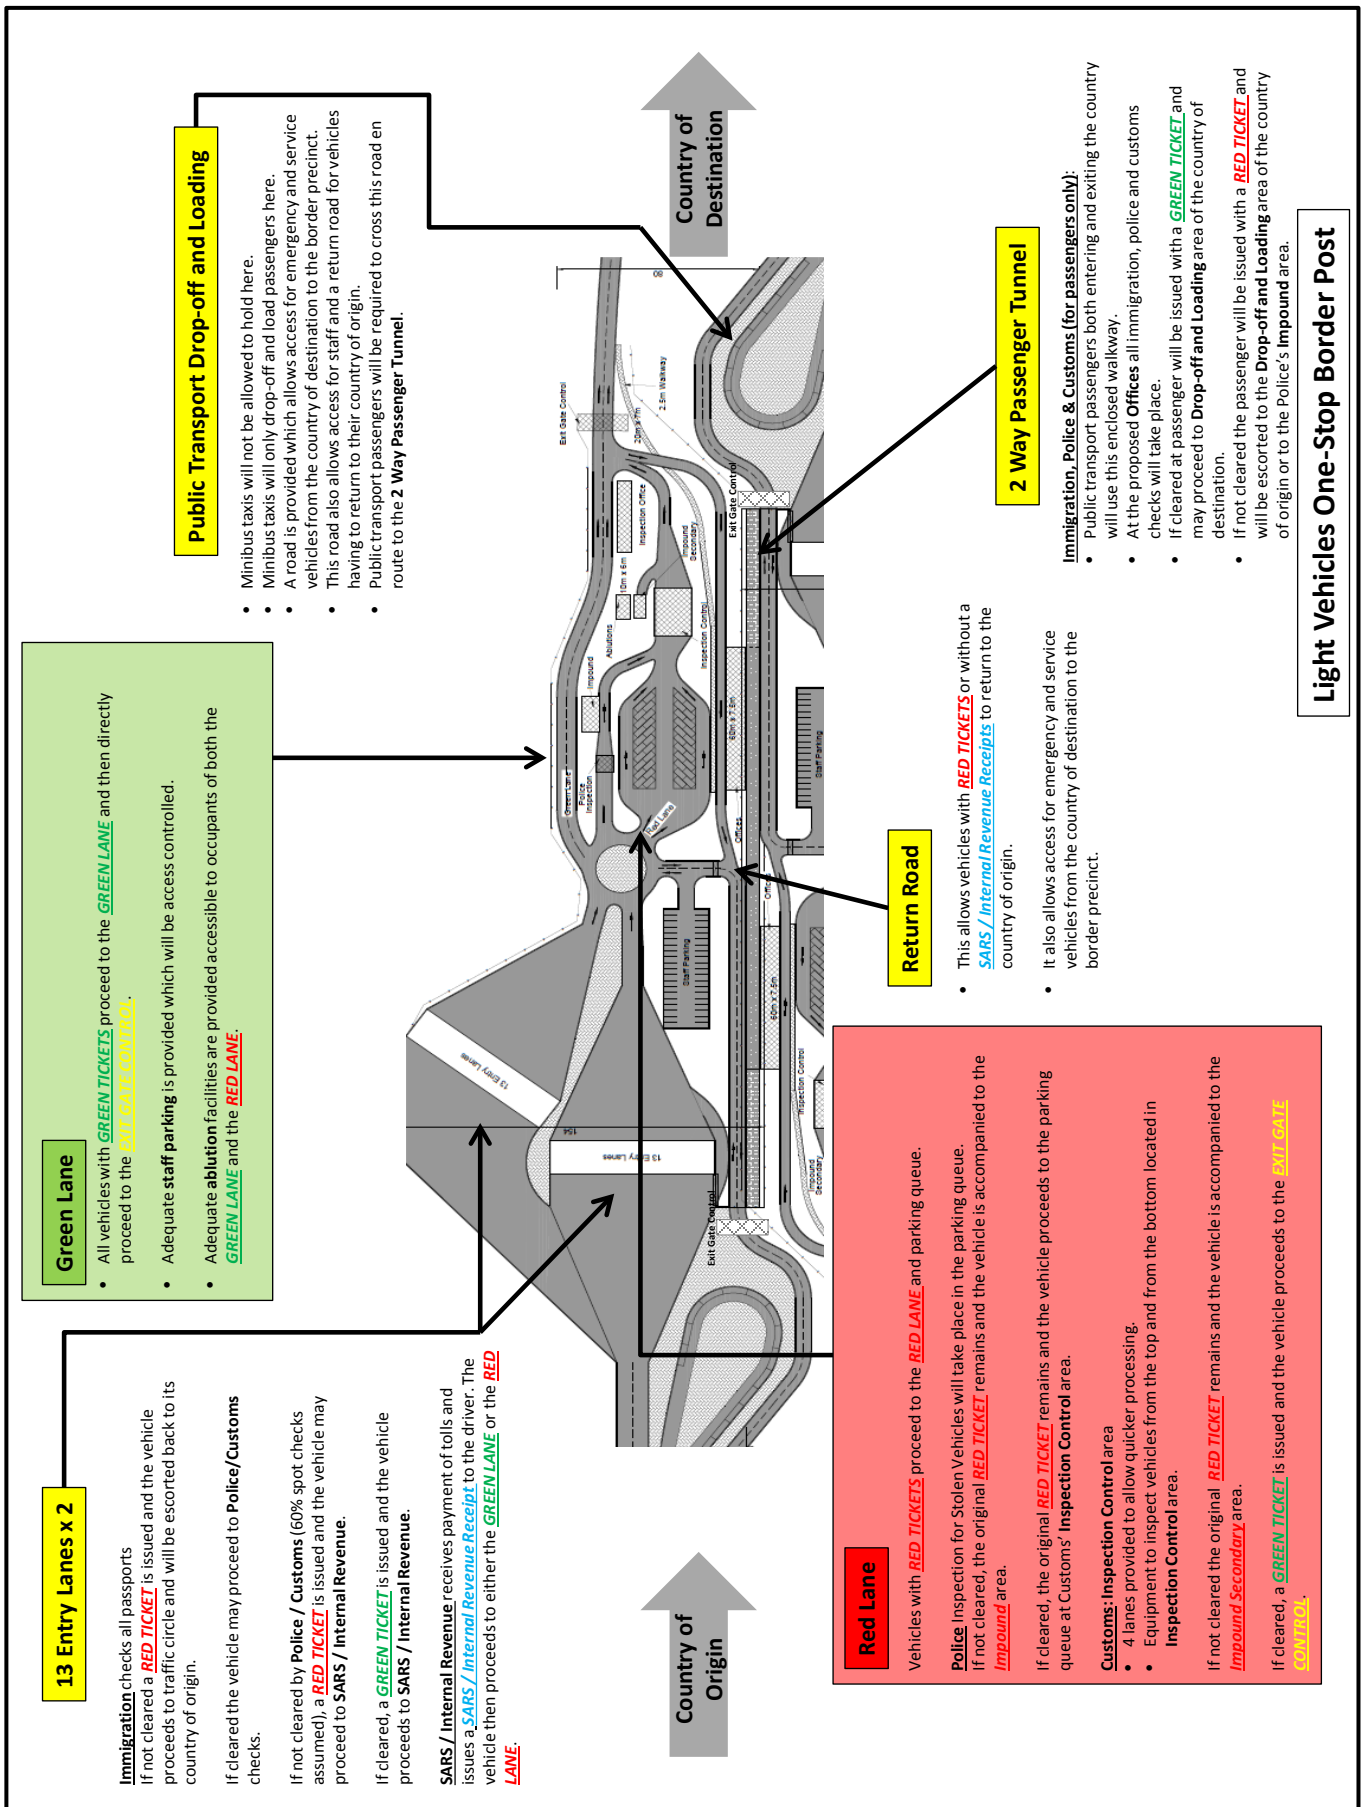 13 Entry Lanes x 2
Immigration checks all passports
If not cleared a RED TICKET is issued and the vehicle
proceeds to traffic circle and will be escorted back to its
country of origin.
If cleared the vehicle may proceed to Police/Customs
checks.
If not cleared by Police / Customs (60% spot checks
assumed), a RED TICKET is issued and the vehicle may
proceed to SARS / Internal Revenue.
If cleared, a GREEN TICKET is issued and the vehicle
proceeds to SARS / Internal Revenue.
SARS / Internal Revenue receives payment of tolls and
issues a SARS / Internal Revenue Receipt to the driver. The
vehicle then proceeds to either the GREEN LANE or the RED
LANE.
Green Lane
• All vehicles with GREEN TICKETS proceed to the GREEN LANE and then directly
proceed to the EXIT GATE CONTROL.
• Adequate staff parking is provided which will be access controlled.
• Adequate ablution facilities are provided accessible to occupants of both the
GREEN LANE and the RED LANE.
Public Transport Drop-off and Loading
• Minibus taxis will not be allowed to hold here.
• Minibus taxis will only drop-off and load passengers here.
• A road is provided which allows access for emergency and service
vehicles from the country of destination to the border precinct.
• This road also allows access for staff and a return road for vehicles
having to return to their country of origin.
• Public transport passengers will be required to cross this road en
route to the 2 Way Passenger Tunnel.
Country of
Origin
Country of
Destination
13 Entry Lanes
13 Entry Lanes
154
Exit Gate Control
Staff Parking
Green Lane
Police
Inspection
Impound
Ablutions
10m x 6m
Inspection Office
Impound
Secondary
Inspection Control
Red Lane
Exit Gate Control
20m x 7m
2.5m Walkway
80
Exit Gate Control
60m x 7.5m
Offices
Offices
60m x 7.5m
Inspection Control
Impound
Secondary
Staff Parking
Red Lane
Vehicles with RED TICKETS proceed to the RED LANE and parking queue.
Police Inspection for Stolen Vehicles will take place in the parking queue.
If not cleared, the original RED TICKET remains and the vehicle is accompanied to the
Impound area.
If cleared, the original RED TICKET remains and the vehicle proceeds to the parking
queue at Customs' Inspection Control area.
Customs: Inspection Control area
• 4 lanes provided to allow quicker processing.
• Equipment to inspect vehicles from the top and from the bottom located in
Inspection Control area.
If not cleared the original RED TICKET remains and the vehicle is accompanied to the
Impound Secondary area.
If cleared, a GREEN TICKET is issued and the vehicle proceeds to the EXIT GATE
CONTROL.
Return Road
• This allows vehicles with RED TICKETS or without a
SARS / Internal Revenue Receipts to return to the
country of origin.
• It also allows access for emergency and service
vehicles from the country of destination to the
border precinct.
2 Way Passenger Tunnel
Immigration, Police & Customs (for passengers only):
• Public transport passengers both entering and exiting the country
will use this enclosed walkway.
• At the proposed Offices all immigration, police and customs
checks will take place.
• If cleared at passenger will be issued with a GREEN TICKET and
may proceed to Drop-off and Loading area of the country of
destination.
• If not cleared the passenger will be issued with a RED TICKET and
will be escorted to the Drop-off and Loading area of the country
of origin or to the Police's Impound area.
Light Vehicles One-Stop Border Post